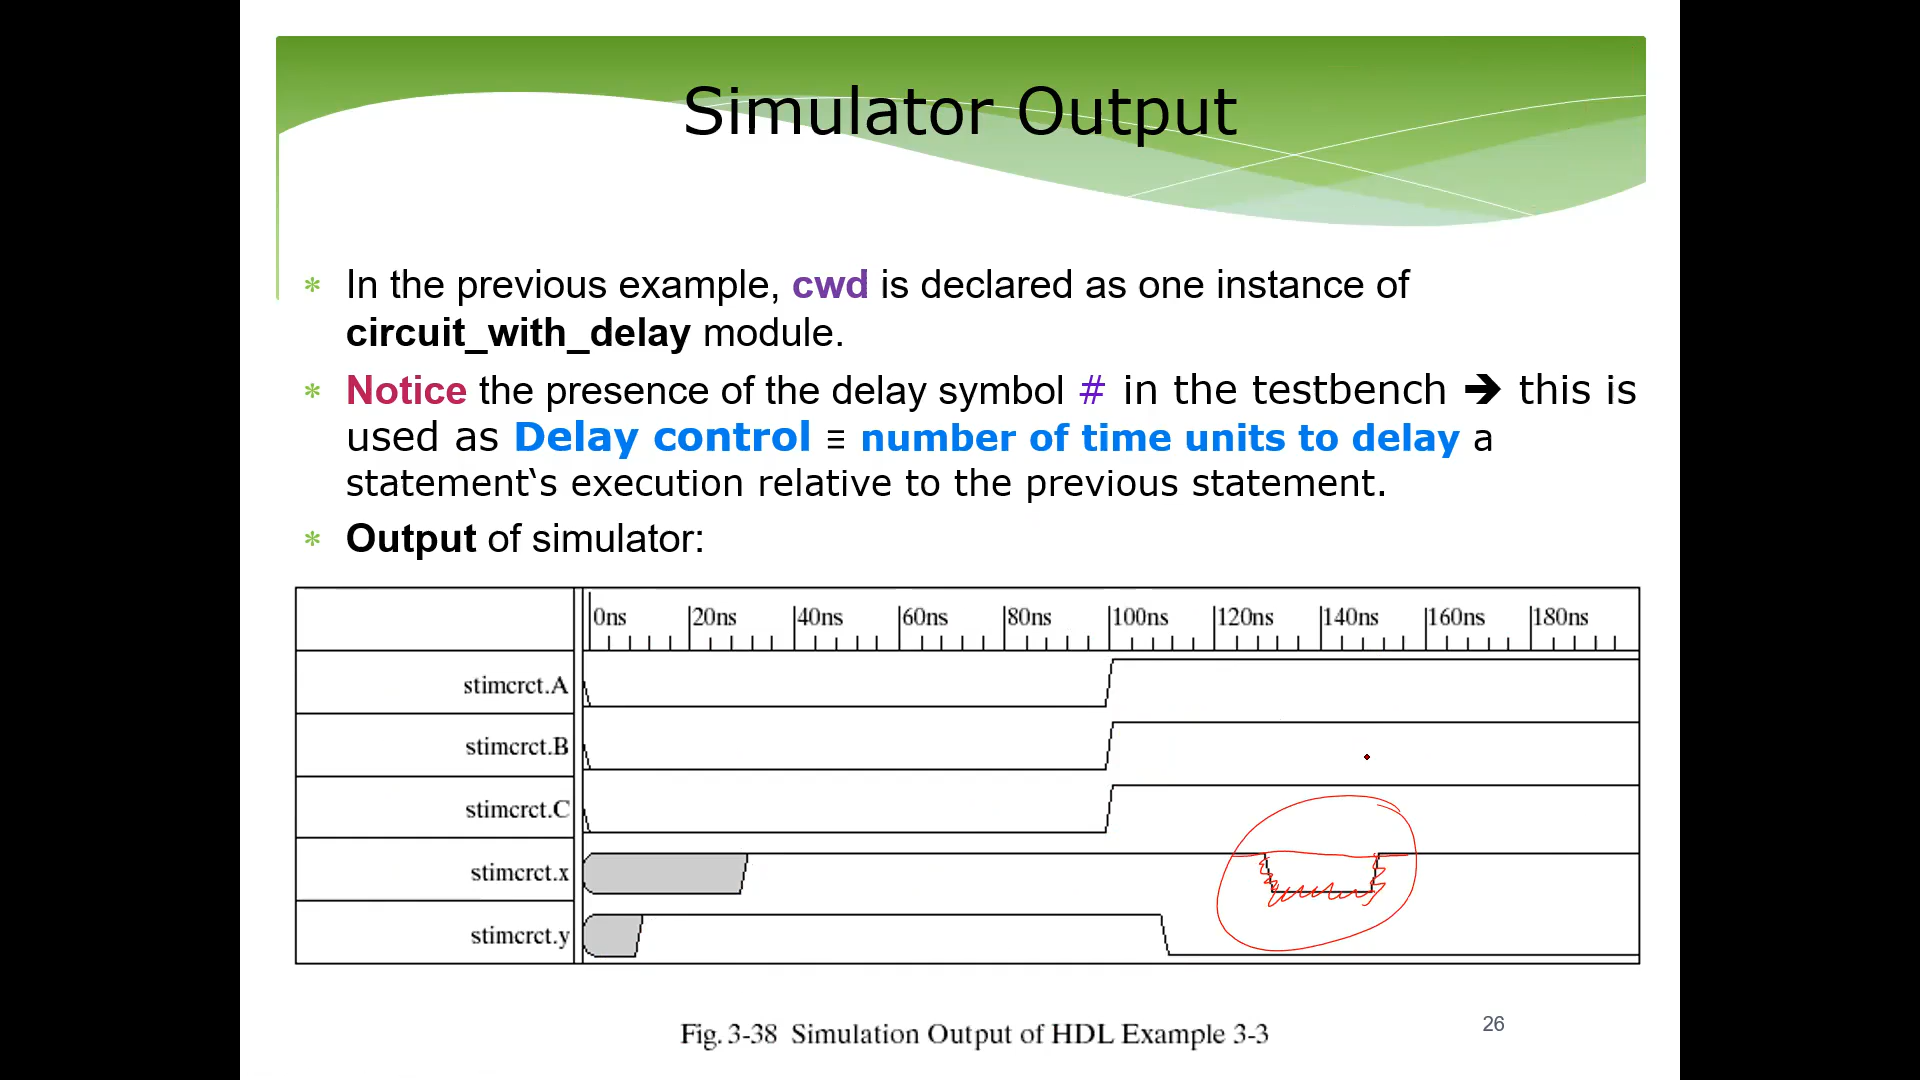 Simulator Output
* In the previous example, cwd is declared as one instance of
circuit_with_delay module.
* Notice the presence of the delay symbol # in the testbench ➔ this is
used as Delay control ≡ number of time units to delay a
statement‛s execution relative to the previous statement.
* Output of simulator:
0ns 20ns 40ns 60ns 80ns 100ns 120ns 140ns 160ns 180ns
stimcrct.A
stimcrct.B
stimcrct.C
stimcrct.x
stimcrct.y
Fig. 3-38 Simulation Output of HDL Example 3-3
26